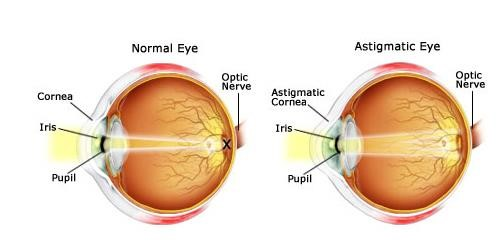 Normal Eye
Optic
Nerve
Cornea
Iris
Pupil
X
Astigmatic Eye
Optic
Nerve
Astigmatic
Cornea
Iris
Pupil